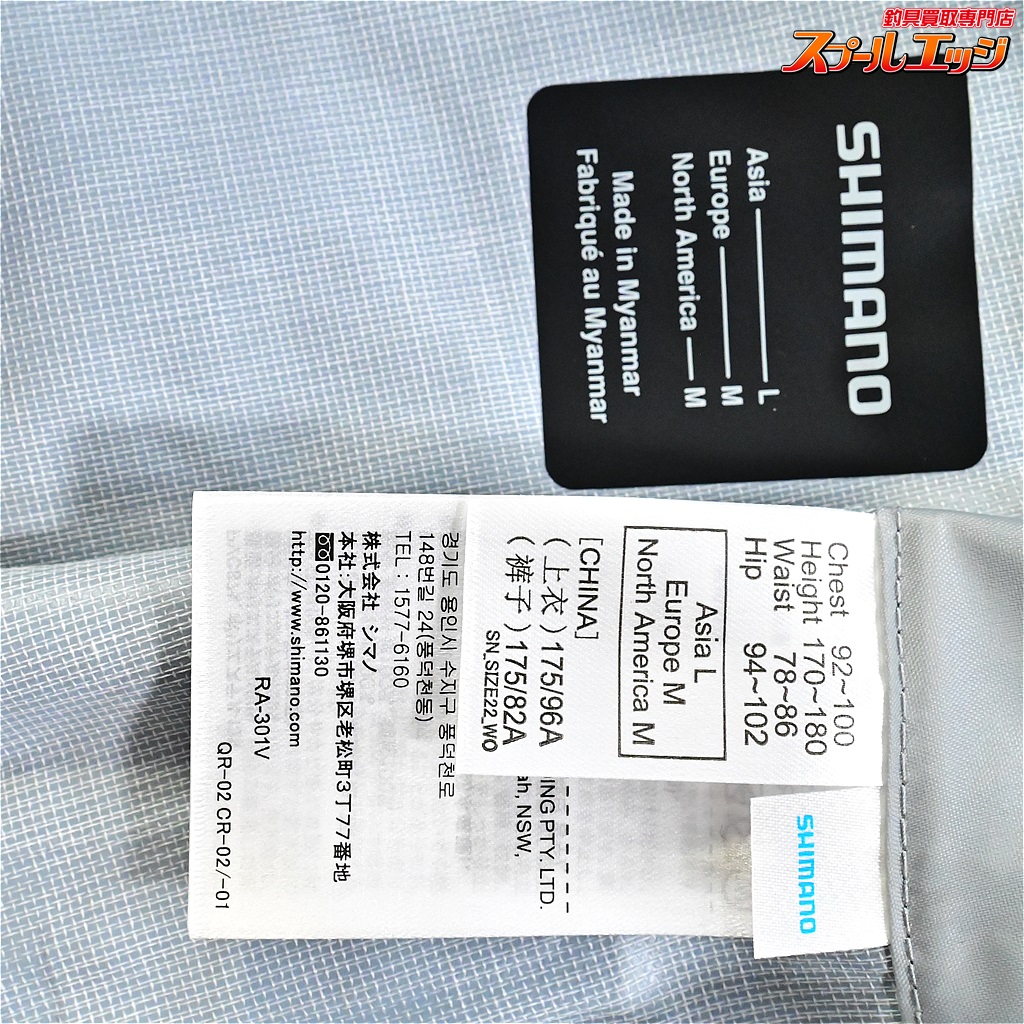 釣具買取専門店
スプールエッジ
SHIMANO
Asia L
Europe M
North America M
Made in Myanmar
Fabriqué au Myanmar
Chest 92~100
Height 170~180
Waist 78~86
Hip 94~102
Asia L
Europe M
North America M
[CHINA]
(上衣)175/96A
(裤子)175/82A
SN_SIZE22_WO
ING PTY. LTD.
ah, NSW,
경기도 용인시 수지구 풍덕천로
148번길 24(풍덕천동)
TEL : 1577-6160
株式会社 シマノ
本社:大阪府堺市堺区老松町3丁77番地
0120-861130
http://www.shimano.com
RA-301V
QR-02 CR-02/-01
SHIMANO